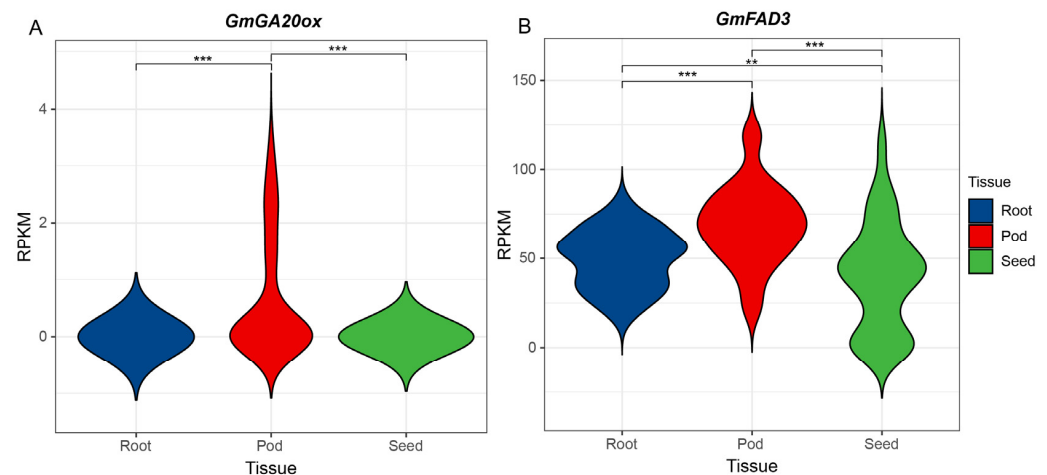 A
GmGA20ox
***
***
4
2
0
RPKM
Root
Pod
Seed
Tissue
B
GmFAD3
***
**
***
150
100
50
0
RPKM
Root
Pod
Seed
Tissue
Tissue
Root
Pod
Seed